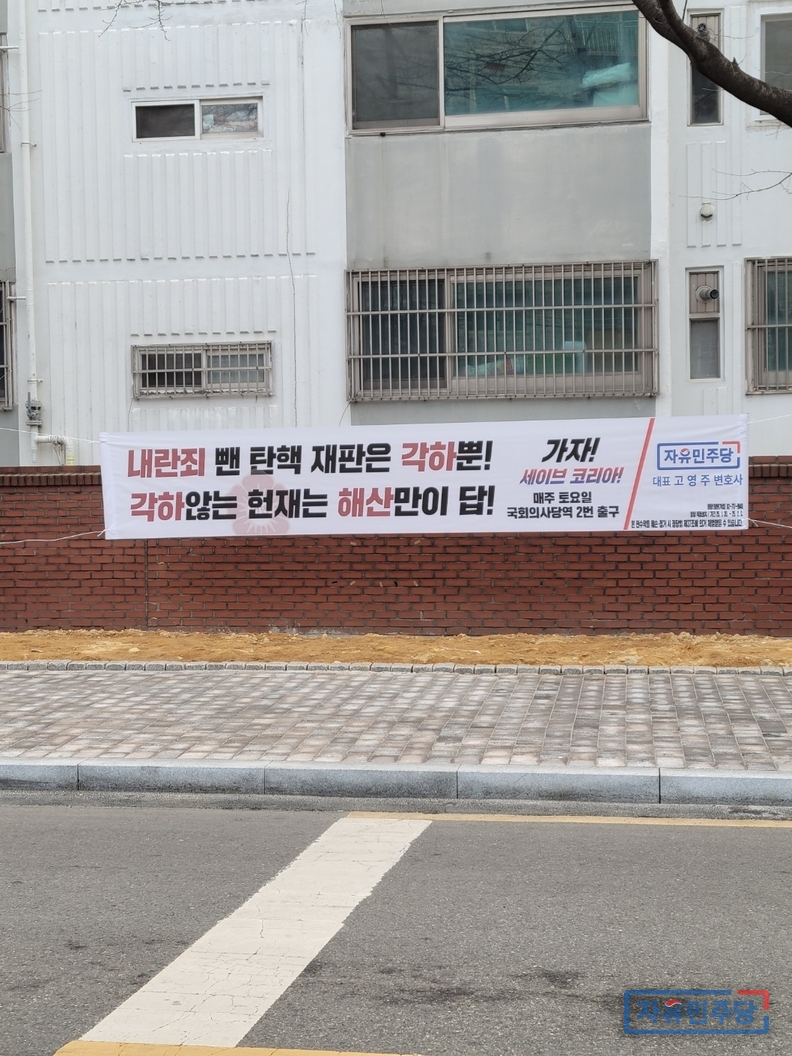 내란죄 뺀 탄핵 재판은 각하뿐!
각하않는 헌재는 해산만이 답!
가자!
세이브 코리아!
매주 토요일
국회의사당역 2번 출구
자유민주당
대표 고영주 변호사
자유민주당